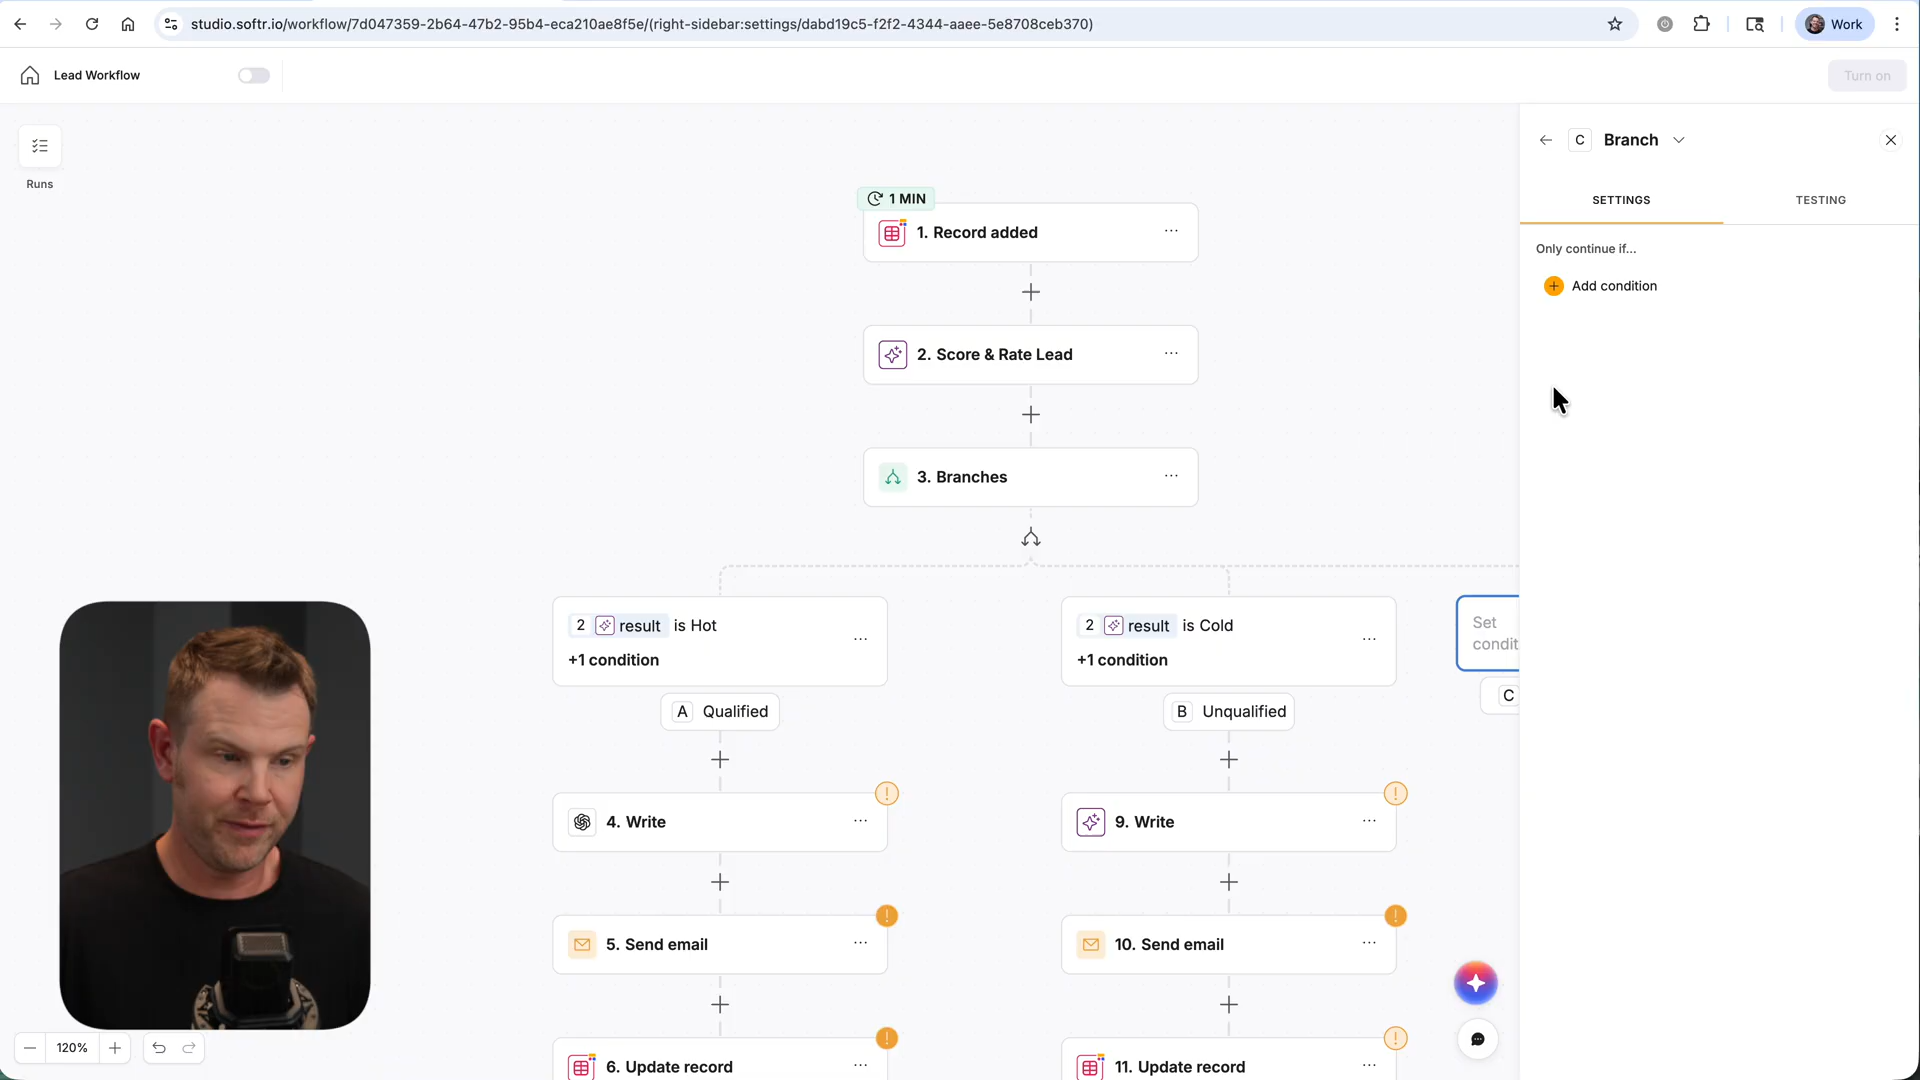 studio.softr.io/workflow/7d047359-2b64-47b2-95b4-eca210ae8f5e/(right-sidebar:settings/dabd19c5-f2f2-4344-aaee-5e8708ceb370)
Work
Lead Workflow
Turn on
Runs
C Branch
SETTINGS
TESTING
Only continue if...
Add condition
1 MIN
1. Record added
2. Score & Rate Lead
3. Branches
2 result is Hot
+1 condition
A Qualified
2 result is Cold
+1 condition
B Unqualified
Set
condit
C
4. Write
9. Write
5. Send email
10. Send email
6. Update record
11. Update record
120%